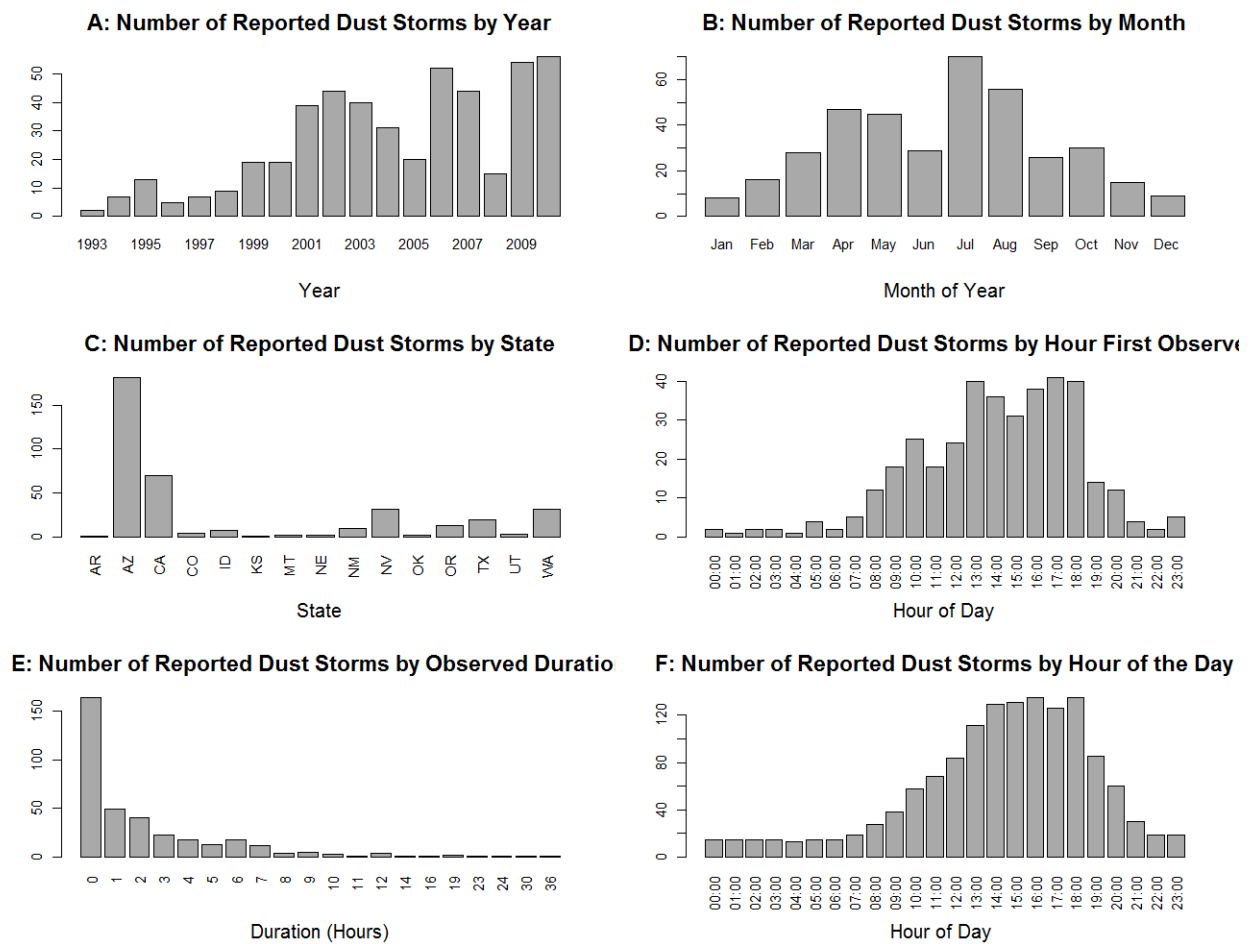 A: Number of Reported Dust Storms by Year
0
10
20
30
40
50
1993 1995 1997 1999 2001 2003 2005 2007 2009
Year
B: Number of Reported Dust Storms by Month
0
20
40
60
Jan Feb Mar Apr May Jun Jul Aug Sep Oct Nov Dec
Month of Year
C: Number of Reported Dust Storms by State
0
50
100
150
AR AZ CA CO ID KS MT NE NM NV OK OR TX UT WA
State
D: Number of Reported Dust Storms by Hour First Observe
0
10
20
30
40
00:00 01:00 02:00 03:00 04:00 05:00 06:00 07:00 08:00 09:00 10:00 11:00 12:00 13:00 14:00 15:00 16:00 17:00 18:00 19:00 20:00 21:00 22:00 23:00
Hour of Day
E: Number of Reported Dust Storms by Observed Duratio
0
50
100
150
0 1 2 3 4 5 6 7 8 9 10 11 12 14 16 19 23 24 30 36
Duration (Hours)
F: Number of Reported Dust Storms by Hour of the Day
0
40
80
120
00:00 01:00 02:00 03:00 04:00 05:00 06:00 07:00 08:00 09:00 10:00 11:00 12:00 13:00 14:00 15:00 16:00 17:00 18:00 19:00 20:00 21:00 22:00 23:00
Hour of Day